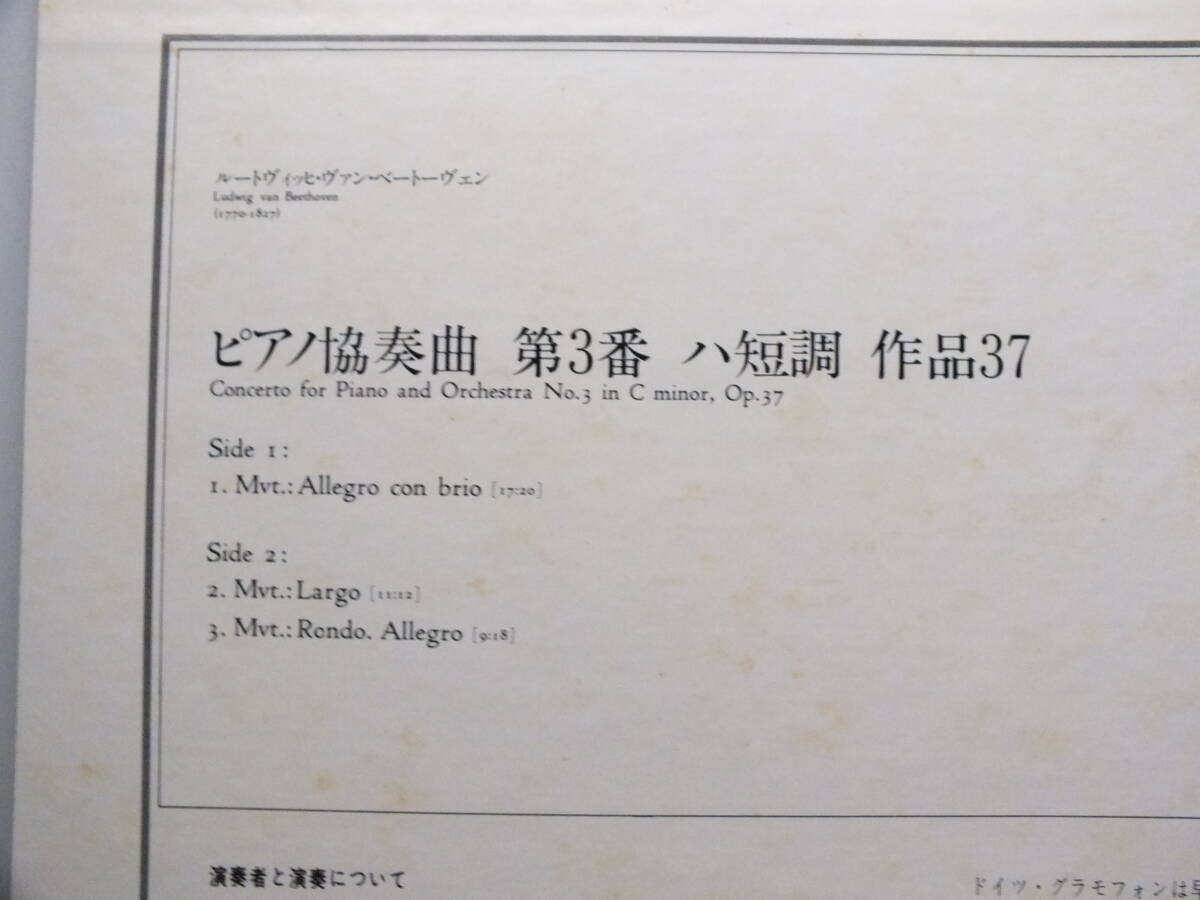 ルートヴィッヒ・ヴァン・ベートーヴェン
Ludwig van Beethoven
(1770-1827)
ピアノ協奏曲 第3番 ハ短調 作品37
Concerto for Piano and Orchestra No.3 in C minor, Op.37
Side 1:
1. Mvt.: Allegro con brio [17:20]
Side 2:
2. Mvt.: Largo [11:12]
3. Mvt.: Rondo. Allegro [9:18]
演奏者と演奏について
ドイツ・グラモフォンは早